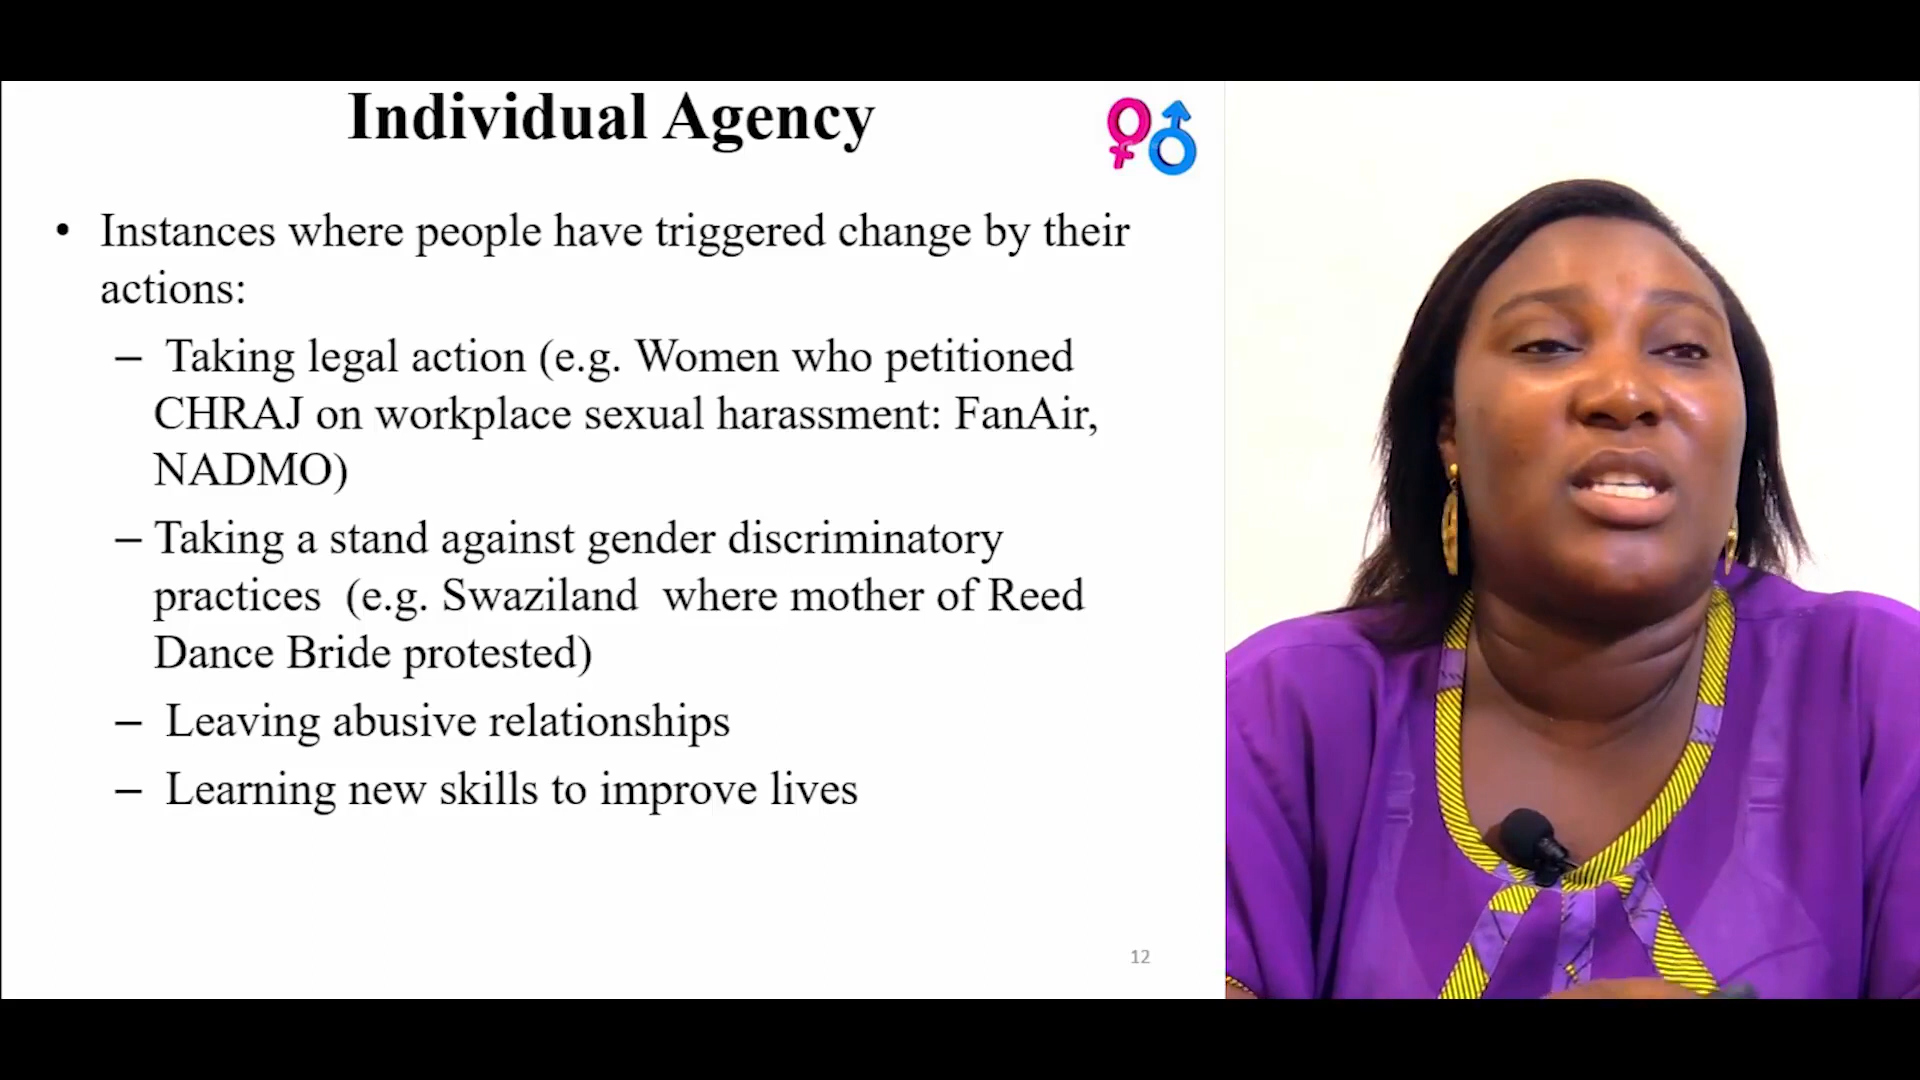 Individual Agency
• Instances where people have triggered change by their
actions:
– Taking legal action (e.g. Women who petitioned
CHRAJ on workplace sexual harassment: FanAir,
NADMO)
– Taking a stand against gender discriminatory
practices (e.g. Swaziland where mother of Reed
Dance Bride protested)
– Leaving abusive relationships
– Learning new skills to improve lives
12